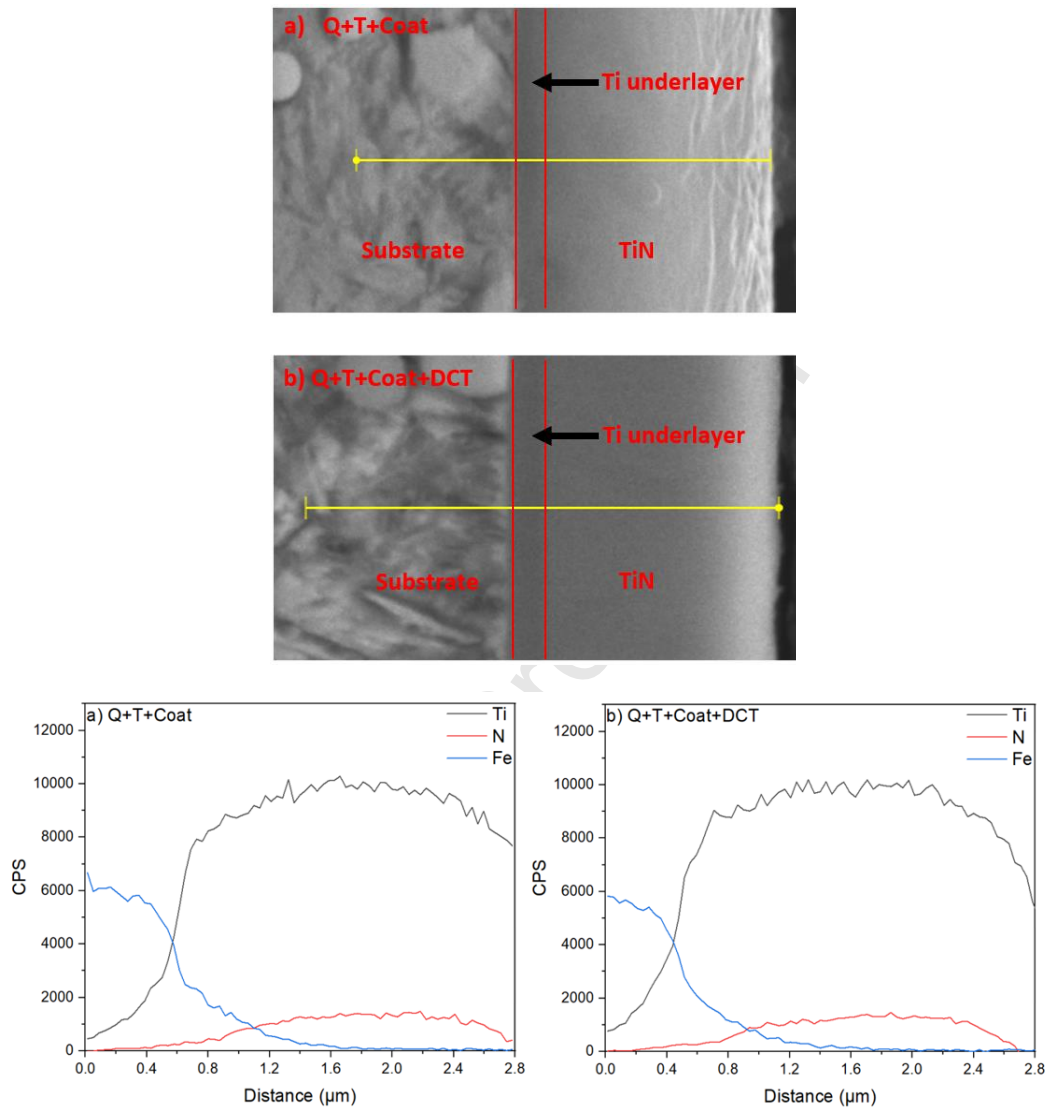 a) Q+T+Coat
Ti underlayer
Substrate
TiN
b) Q+T+Coat+DCT
Ti underlayer
Substrate
TiN
a) Q+T+Coat
Ti
N
Fe
12000
10000
8000
6000
4000
2000
0
CPS
0.0 0.4 0.8 1.2 1.6 2.0 2.4 2.8
Distance (µm)
b) Q+T+Coat+DCT
Ti
N
Fe
12000
10000
8000
6000
4000
2000
0
CPS
0.0 0.4 0.8 1.2 1.6 2.0 2.4 2.8
Distance (µm)